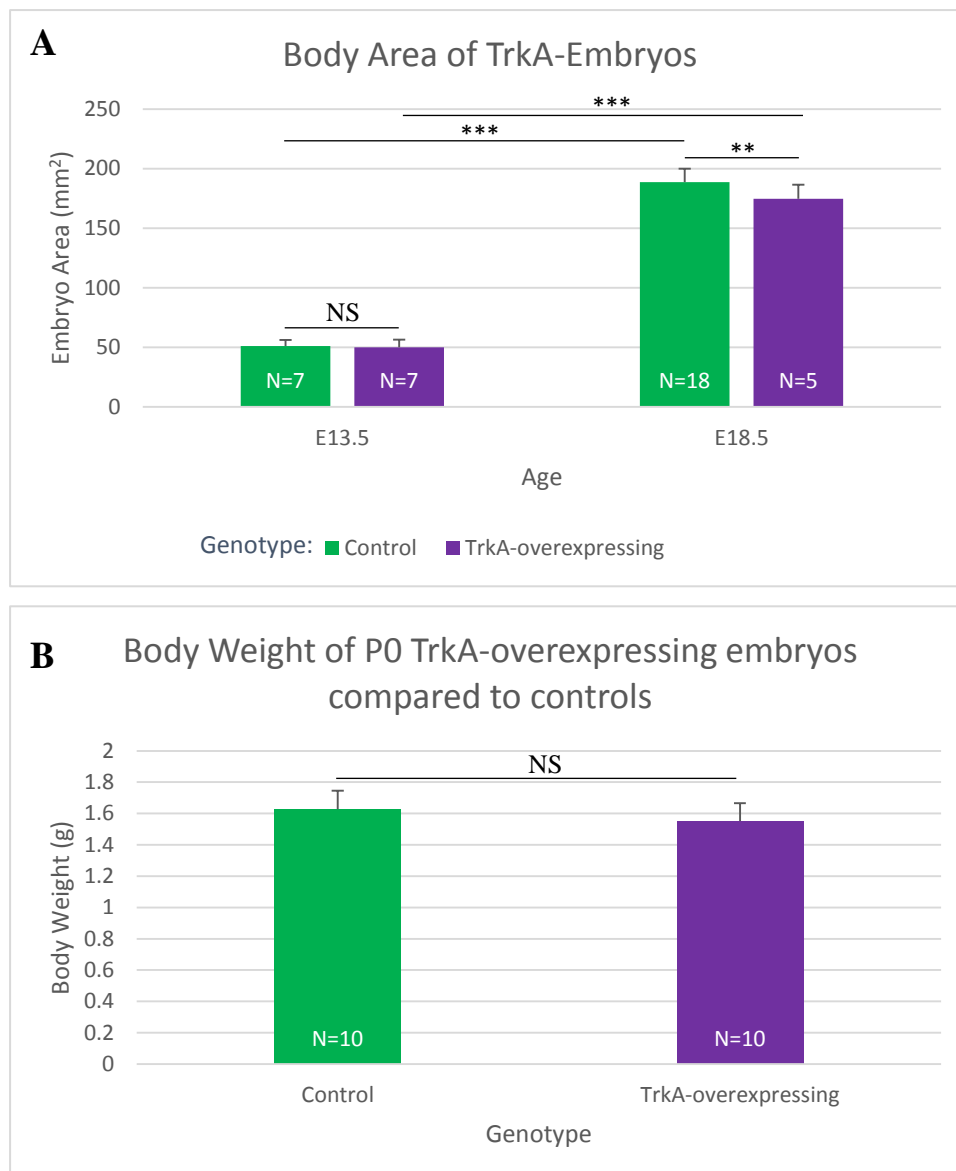 A
Body Area of TrkA-Embryos
Embryo Area (mm²)
250
200
150
100
50
0
***
***
**
NS
N=7
N=7
N=18
N=5
E13.5
E18.5
Age
Genotype: Control TrkA-overexpressing
B
Body Weight of P0 TrkA-overexpressing embryos
compared to controls
Body Weight (g)
2
1.8
1.6
1.4
1.2
1
0.8
0.6
0.4
0.2
0
NS
N=10
N=10
Control
TrkA-overexpressing
Genotype